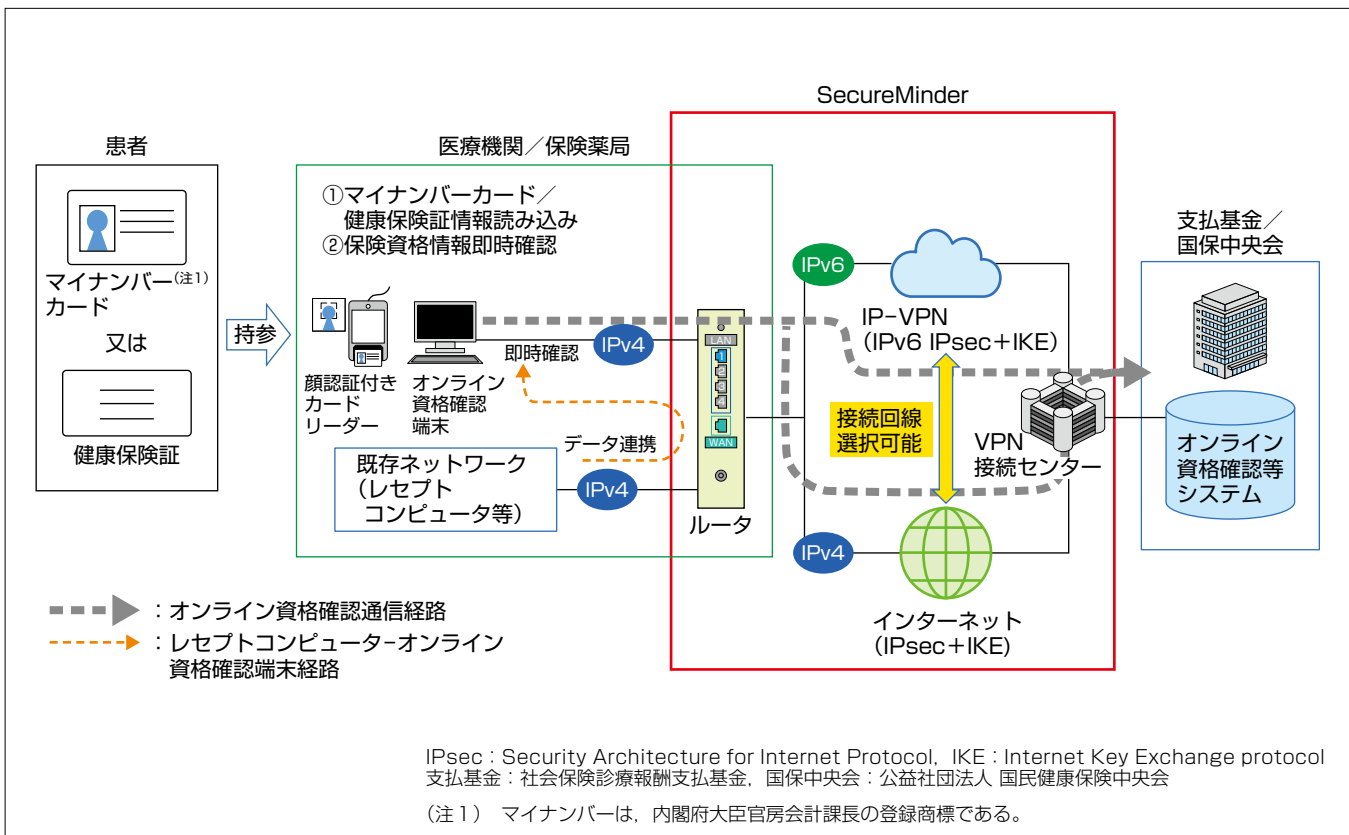 SecureMinder
患者
マイナンバー(注1)
カード
又は
健康保険証
持参
医療機関／保険薬局
①マイナンバーカード／
健康保険証情報読み込み
②保険資格情報即時確認
顔認証付き
カード
リーダー
オンライン
資格確認
端末
即時確認
IPv4
データ連携
既存ネットワーク
(レセプト
コンピュータ等)
IPv4
LAN
1
2
3
4
WAN
ルータ
IPv6
IP-VPN
(IPv6 IPsec+IKE)
接続回線
選択可能
VPN
接続センター
IPv4
インターネット
(IPsec+IKE)
支払基金／
国保中央会
オンライン
資格確認等
システム
：オンライン資格確認通信経路
：レセプトコンピューター-オンライン
資格確認端末経路
IPsec：Security Architecture for Internet Protocol，IKE：Internet Key Exchange protocol
支払基金：社会保険診療報酬支払基金，国保中央会：公益社団法人 国民健康保険中央会
(注1)　マイナンバーは，内閣府大臣官房会計課長の登録商標である。